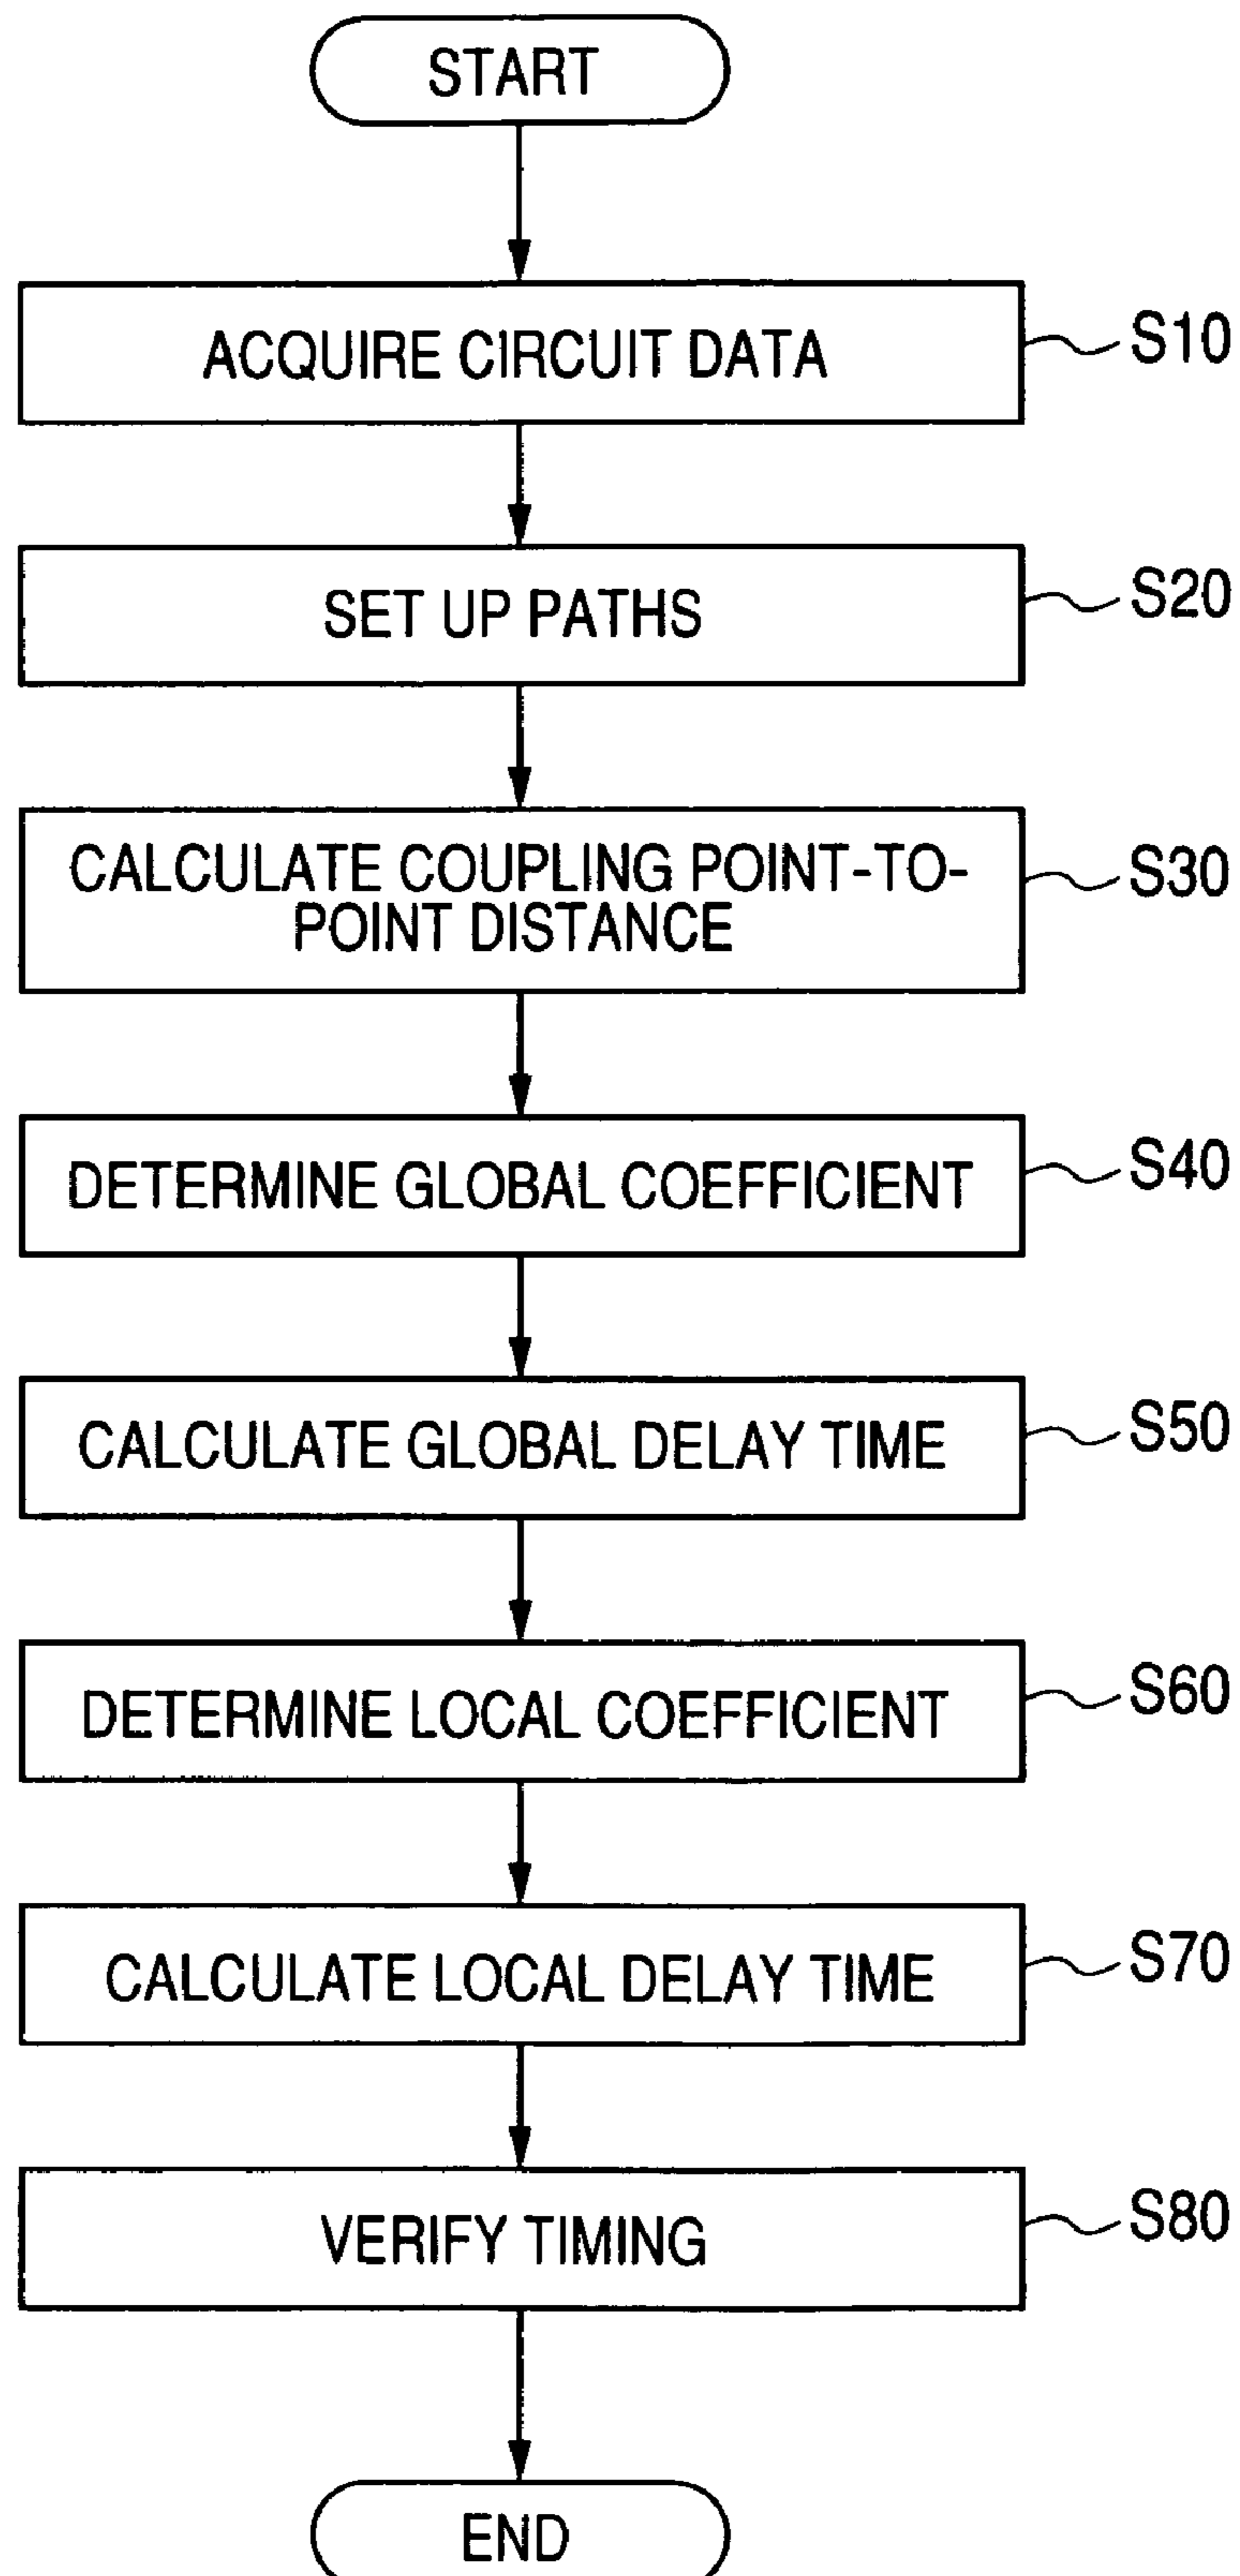 START
ACQUIRE CIRCUIT DATA
S10
SET UP PATHS
S20
CALCULATE COUPLING POINT-TO-
POINT DISTANCE
S30
DETERMINE GLOBAL COEFFICIENT
S40
CALCULATE GLOBAL DELAY TIME
S50
DETERMINE LOCAL COEFFICIENT
S60
CALCULATE LOCAL DELAY TIME
S70
VERIFY TIMING
S80
END